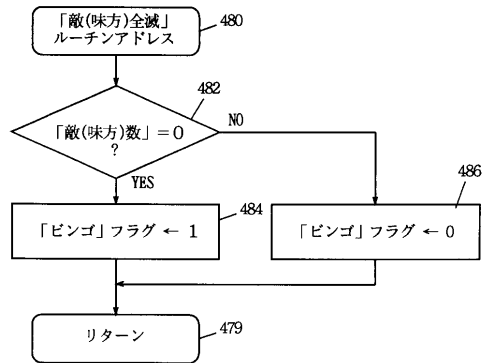 「敵(味方)全滅」
ルーチンアドレス
480
482
「敵(味方)数」=0
?
NO
YES
486
484
「ビンゴ」フラグ ← 1
「ビンゴ」フラグ ← 0
リターン
479